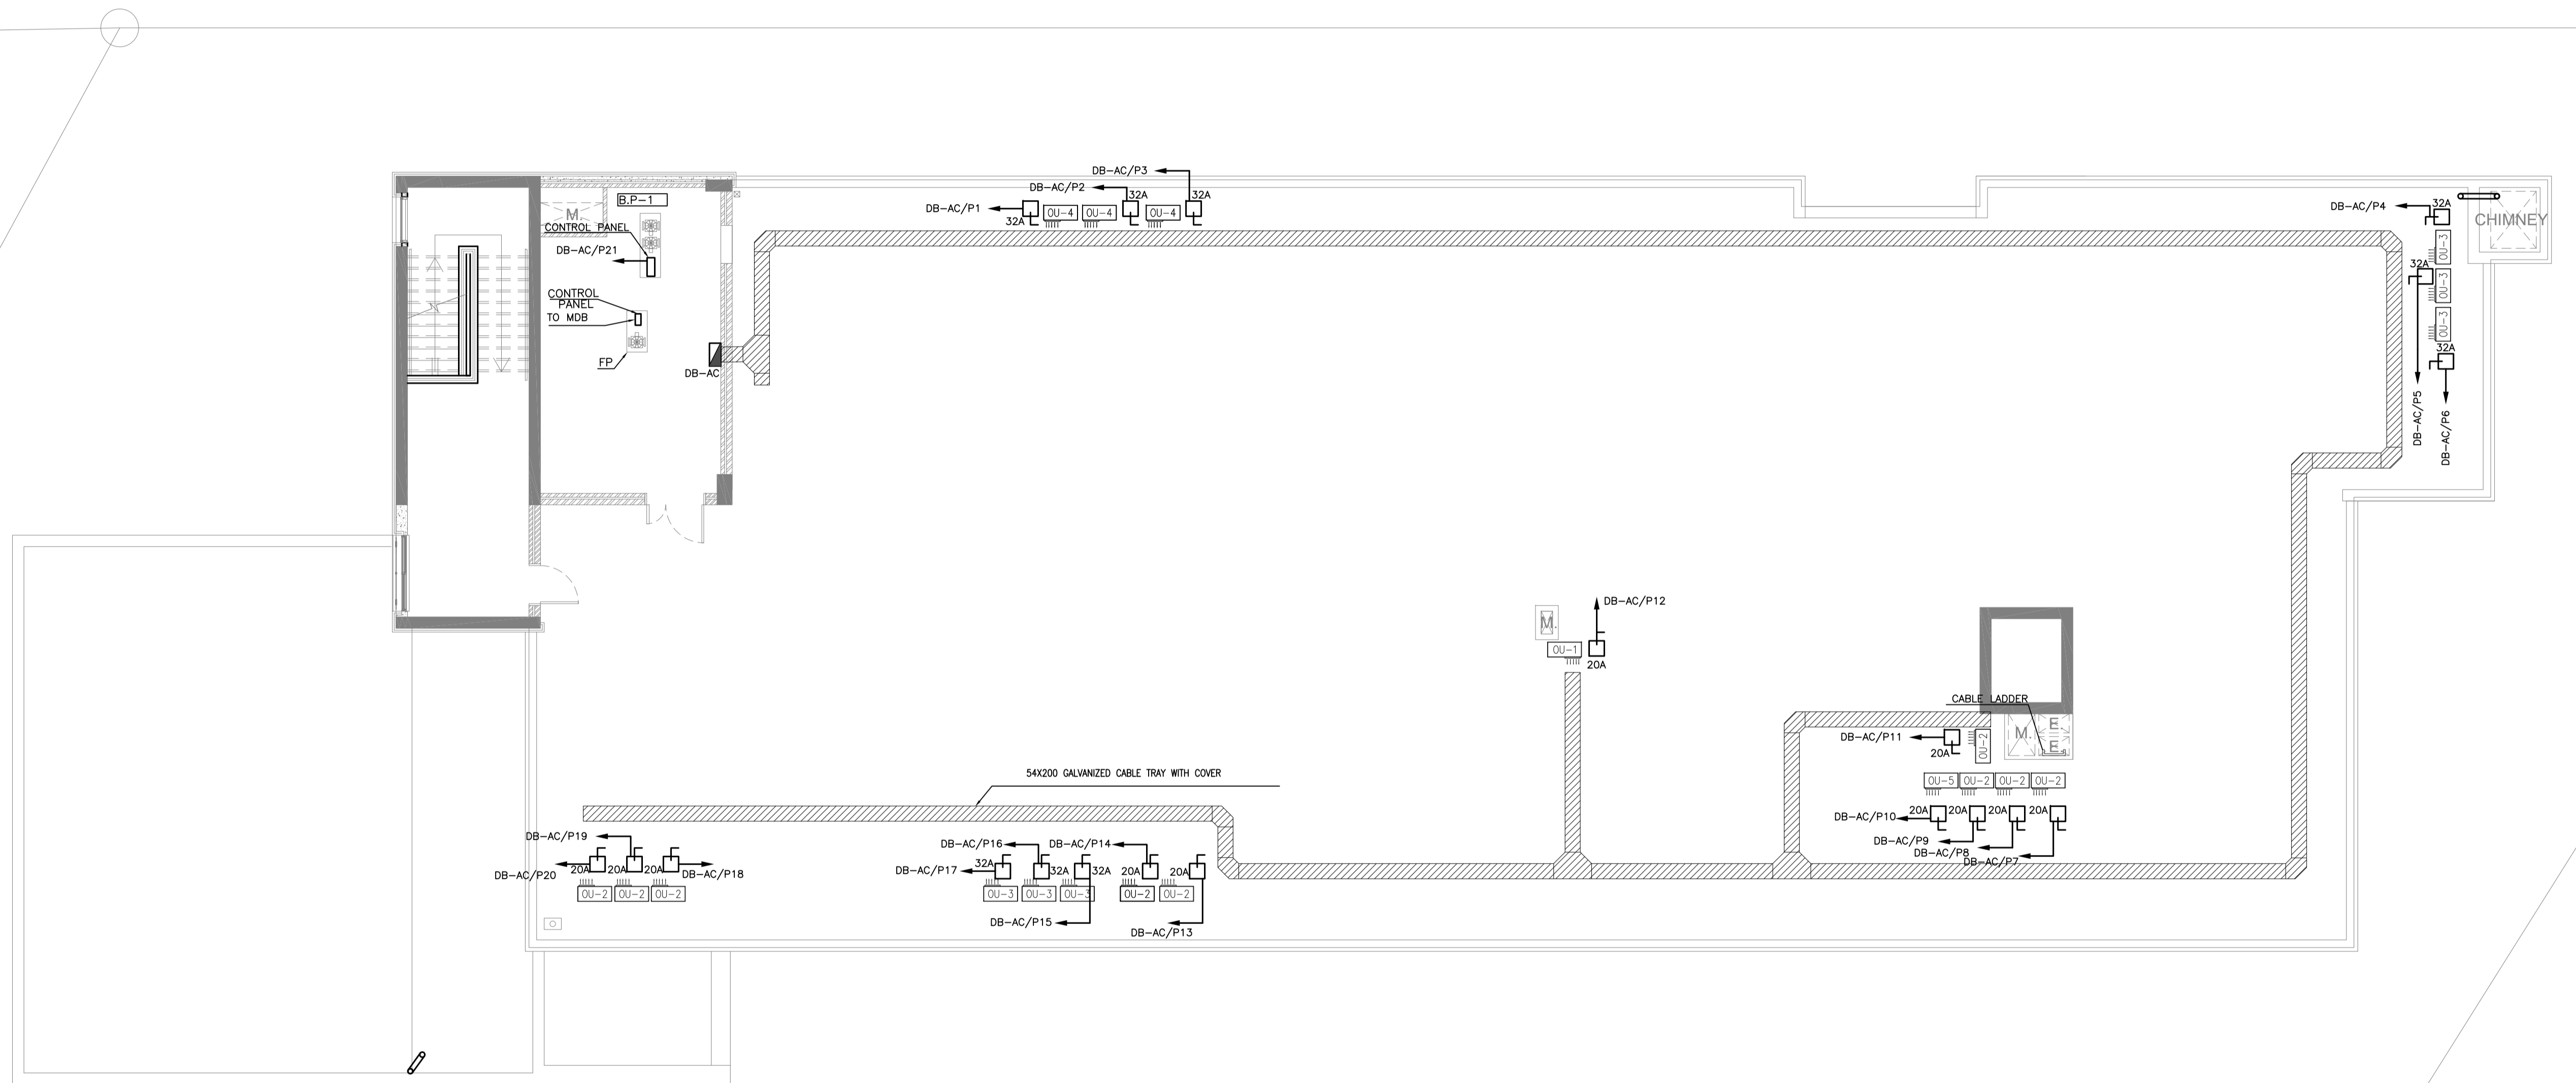 DB-AC/P3
DB-AC/P2
32A
32A
DB-AC/P1
32A
OU-4
OU-4
OU-4
B.P-1
M.
CONTROL PANEL
DB-AC/P21
CONTROL
PANEL
TO MDB
FP
DB-AC
DB-AC/P4
32A
CHIMNEY
OU-3
32A
OU-3
OU-3
32A
DB-AC/P5
DB-AC/P6
DB-AC/P12
M.
OU-1
20A
CABLE LADDER
DB-AC/P11
20A
OU-2
M.
E
E
OU-5
OU-2
OU-2
OU-2
20A
20A
20A
20A
DB-AC/P10
DB-AC/P9
DB-AC/P8
DB-AC/P7
54X200 GALVANIZED CABLE TRAY WITH COVER
DB-AC/P19
DB-AC/P20
20A
20A
20A
DB-AC/P18
OU-2
OU-2
OU-2
DB-AC/P16
DB-AC/P14
DB-AC/P17
32A
32A
32A
20A
20A
OU-3
OU-3
OU-3
OU-2
OU-2
DB-AC/P15
DB-AC/P13